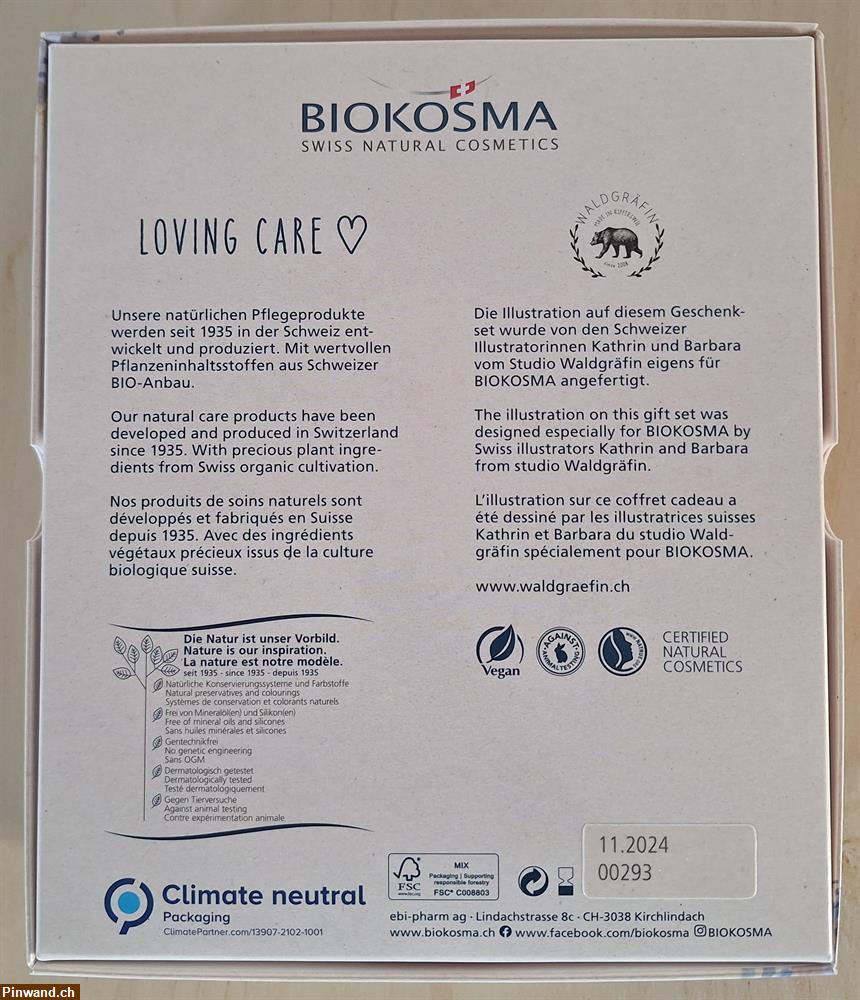 BIOKOSMA
SWISS NATURAL COSMETICS
LOVING CARE
WALDGRÄFIN
MADE IN RIFFERSWIL
since 2008
Unsere natürlichen Pflegeprodukte
werden seit 1935 in der Schweiz ent-
wickelt und produziert. Mit wertvollen
Pflanzeninhaltsstoffen aus Schweizer
BIO-Anbau.
Our natural care products have been
developed and produced in Switzerland
since 1935. With precious plant ingre-
dients from Swiss organic cultivation.
Nos produits de soins naturels sont
développés et fabriqués en Suisse
depuis 1935. Avec des ingrédients
végétaux précieux issus de la culture
biologique suisse.
Die Illustration auf diesem Geschenk-
set wurde von den Schweizer
Illustratorinnen Kathrin und Barbara
vom Studio Waldgräfin eigens für
BIOKOSMA angefertigt.
The illustration on this gift set was
designed especially for BIOKOSMA by
Swiss illustrators Kathrin and Barbara
from studio Waldgräfin.
L'illustration sur ce coffret cadeau a
été dessiné par les illustratrices suisses
Kathrin et Barbara du studio Wald-
gräfin spécialement pour BIOKOSMA.
www.waldgraefin.ch
Die Natur ist unser Vorbild.
Nature is our inspiration.
La nature est notre modèle.
seit 1935 - since 1935 - depuis 1935
Natürliche Konservierungssysteme und Farbstoffe
Natural preservatives and colourings
Systèmes de conservation et colorants naturels
Frei von Mineralöl(en) und Silikon(en)
Free of mineral oils and silicones
Sans huiles minérales et silicones
Gentechnikfrei
No genetic engineering
Sans OGM
Dermatologisch getestet
Dermatologically tested
Testé dermatologiquement
Gegen Tierversuche
Against animal testing
Contre expérimentation animale
Vegan
AGAINST
ANIMAL TESTING
CERTIFIED
NATURAL
COSMETICS
11.2024
00293
Climate neutral
Packaging
ClimatePartner.com/13907-2102-1001
FSC
www.fsc.org
MIX
Packaging | Supporting
responsible forestry
FSC® C008803
ebi-pharm ag · Lindachstrasse 8c · CH-3038 Kirchlindach
www.biokosma.ch www.facebook.com/biokosma BIOKOSMA
Pinwand.ch